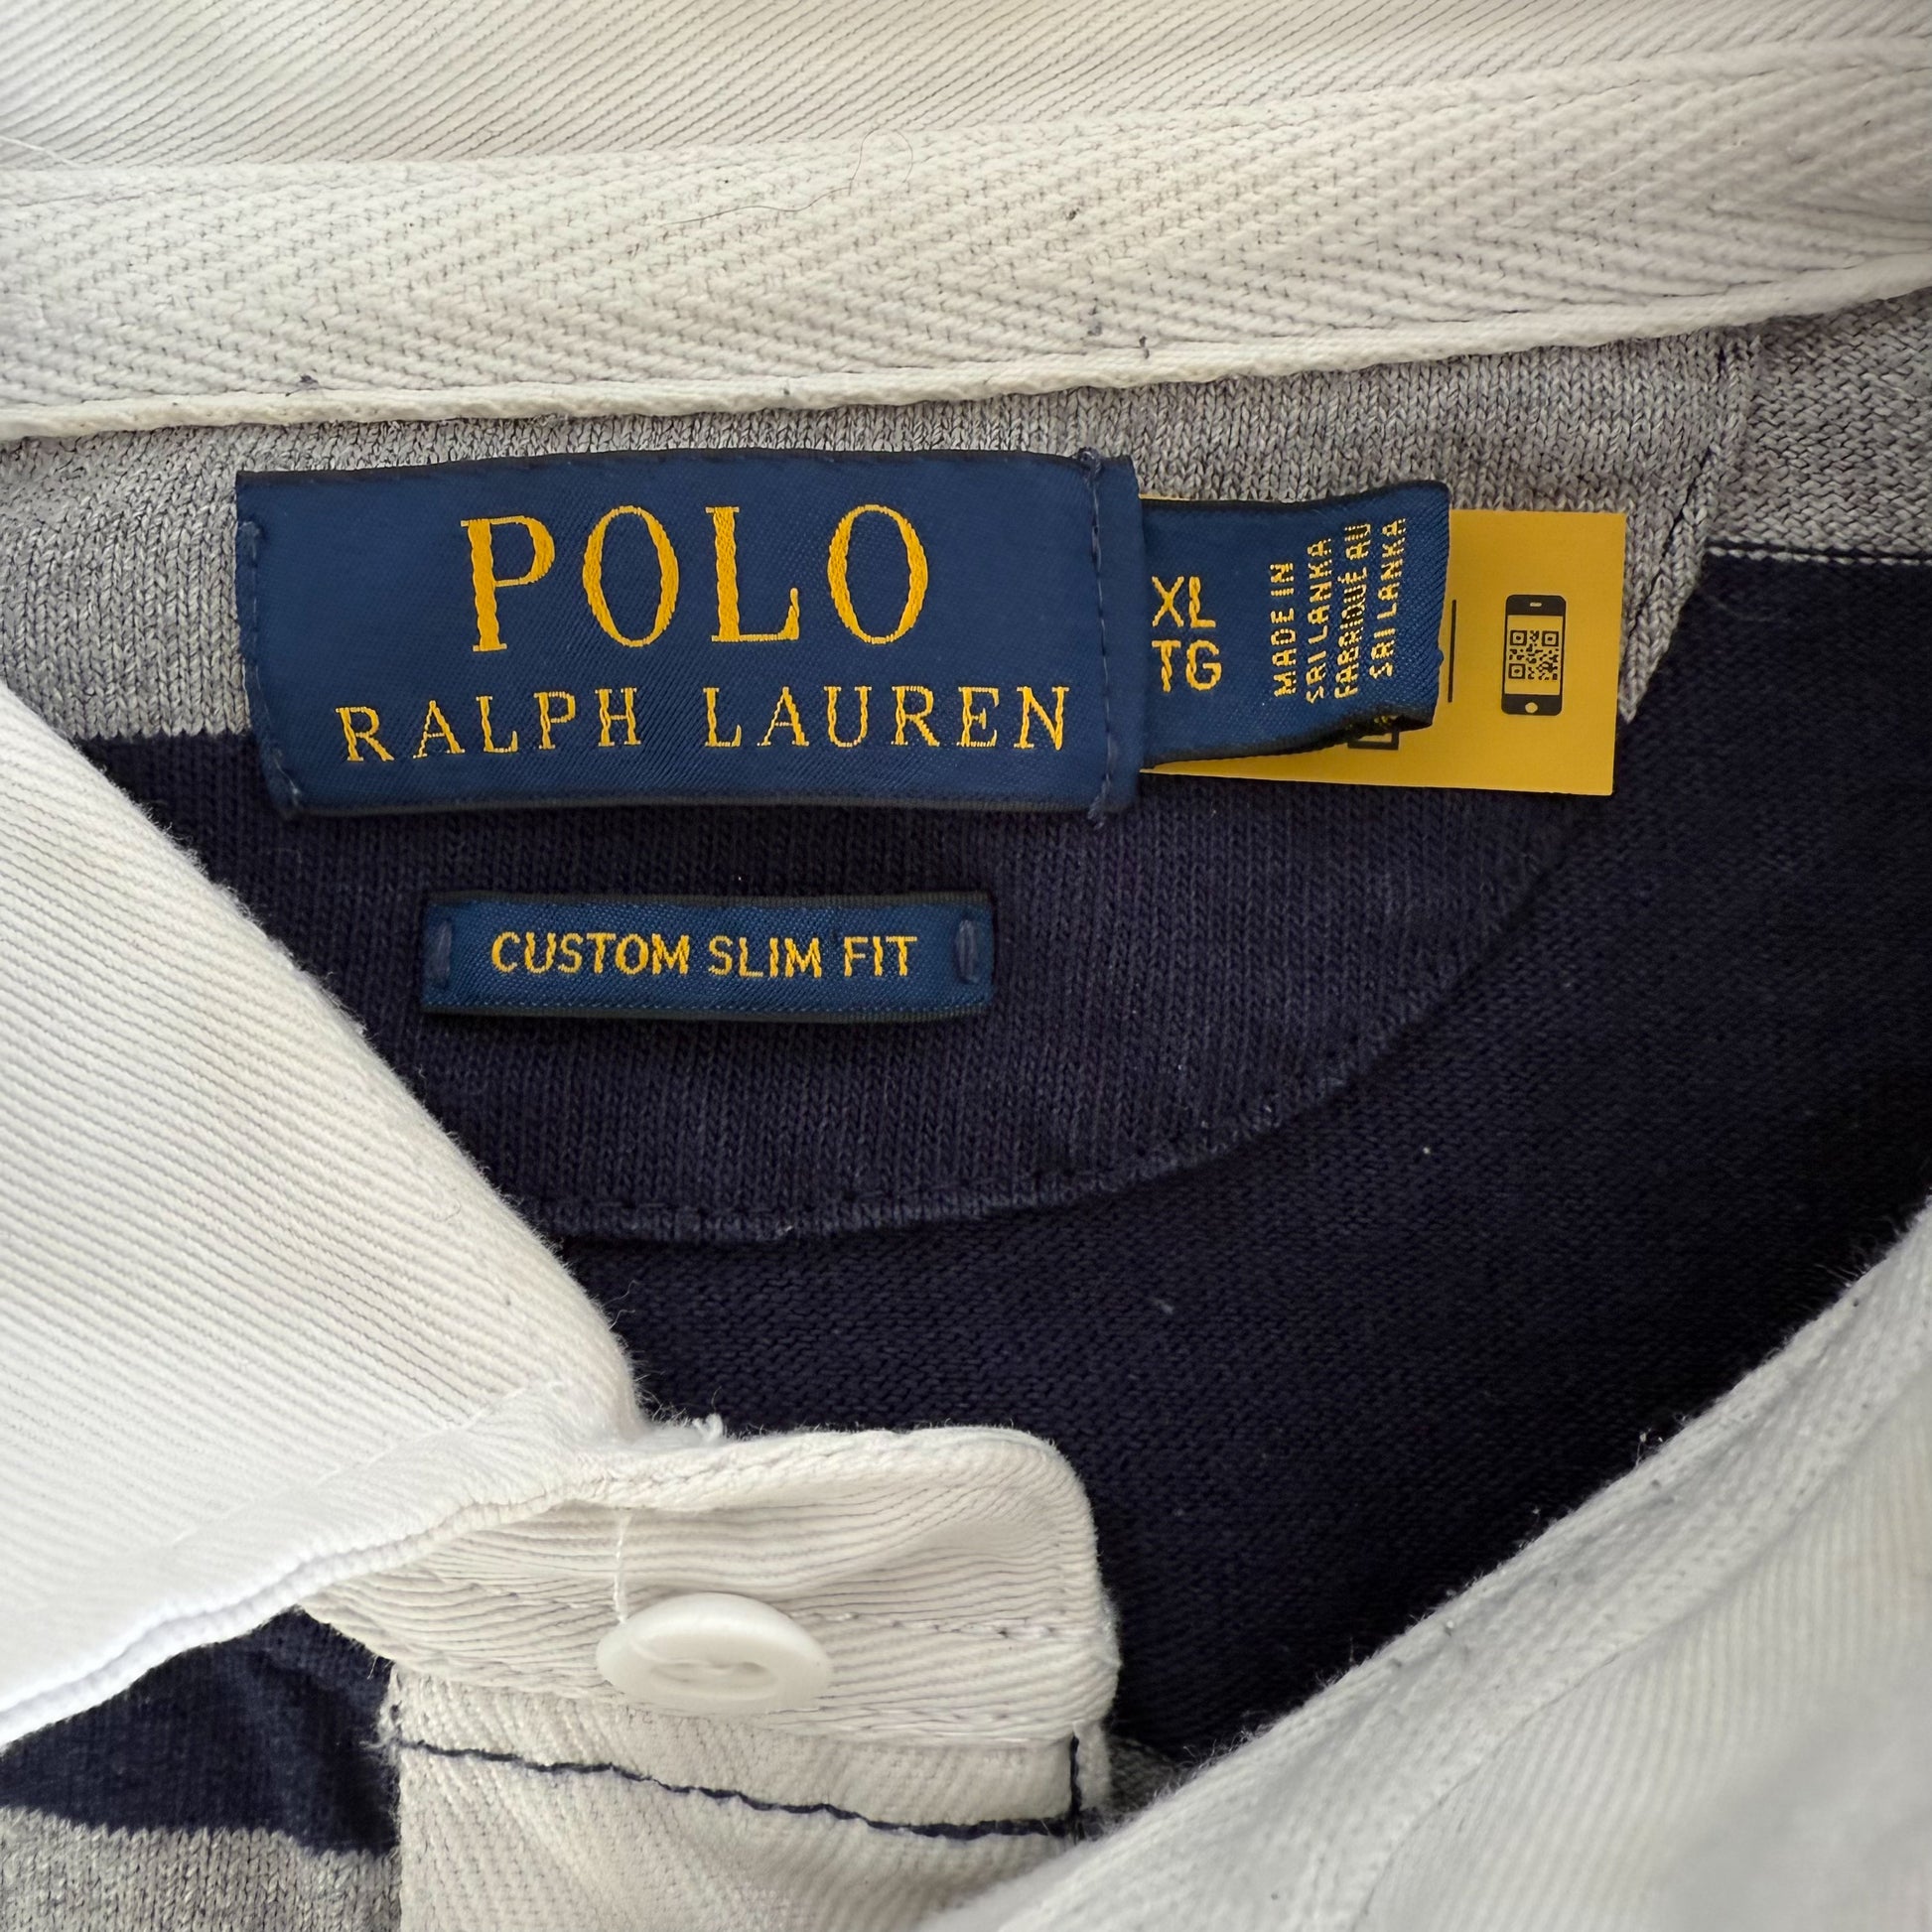 POLO
RALPH LAUREN
XL
TG
MADE IN
SRI LANKA
FABRIQUÉ AU
SRI LANKA
CUSTOM SLIM FIT